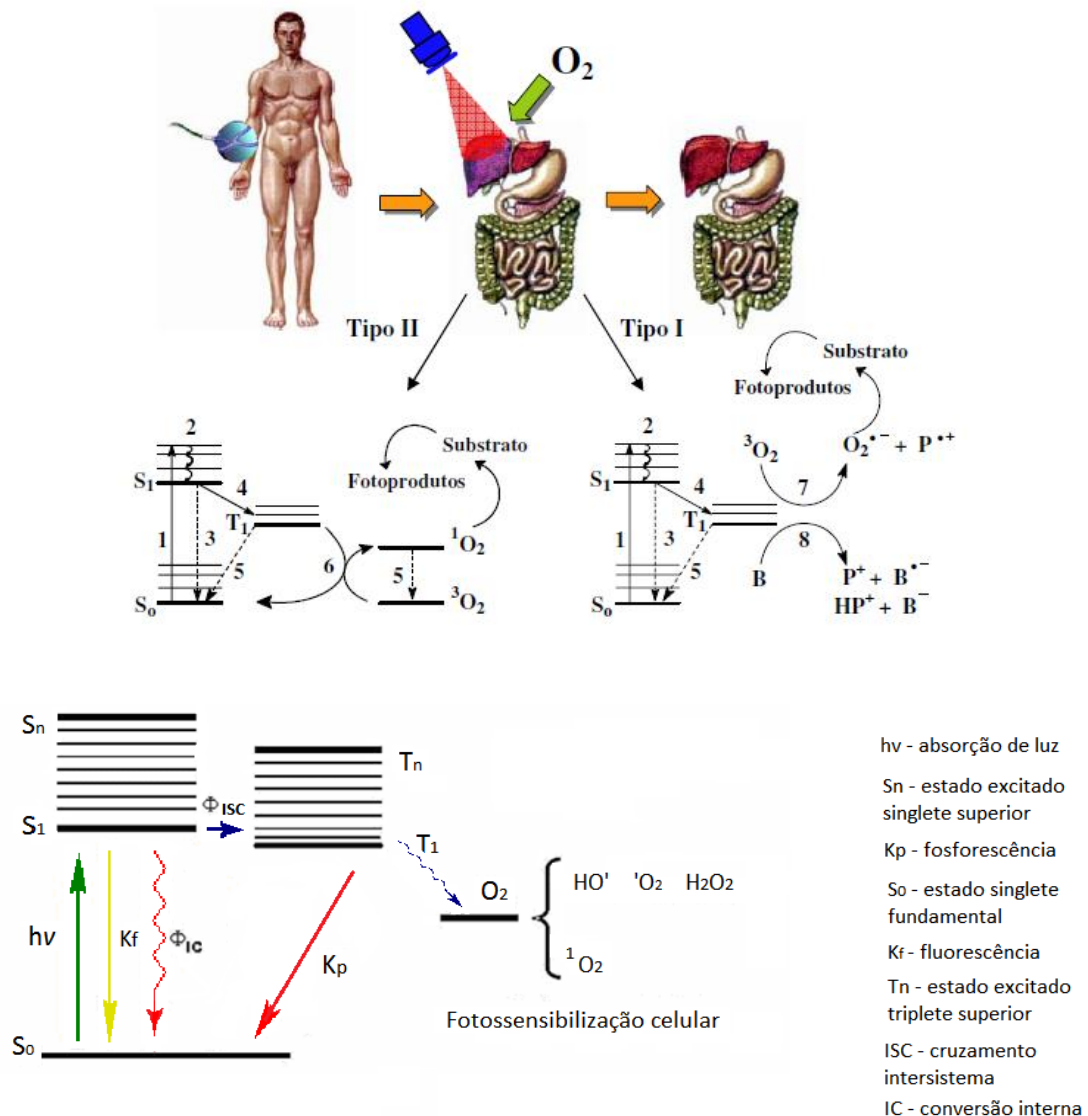 O₂
Tipo II
Tipo I
2
S₁
4
T₁
1
3
5
6
S₀
Substrato
Fotoprodutos
¹O₂
5
³O₂
2
S₁
4
T₁
1
3
5
S₀
Substrato
Fotoprodutos
³O₂
O₂•⁻ + P•⁺
7
8
B
P⁺ + B•⁻
HP⁺ + B⁻
Sn
S₁
ΦISC
Tn
T₁
hν
Kf
ΦIC
Kp
S₀
O₂
HO' 'O₂ H₂O₂
¹O₂
Fotossensibilização celular
hν - absorção de luz
Sn - estado excitado
singlete superior
Kp - fosforescência
S₀ - estado singlete
fundamental
Kf - fluorescência
Tn - estado excitado
triplete superior
ISC - cruzamento
intersistema
IC - conversão interna